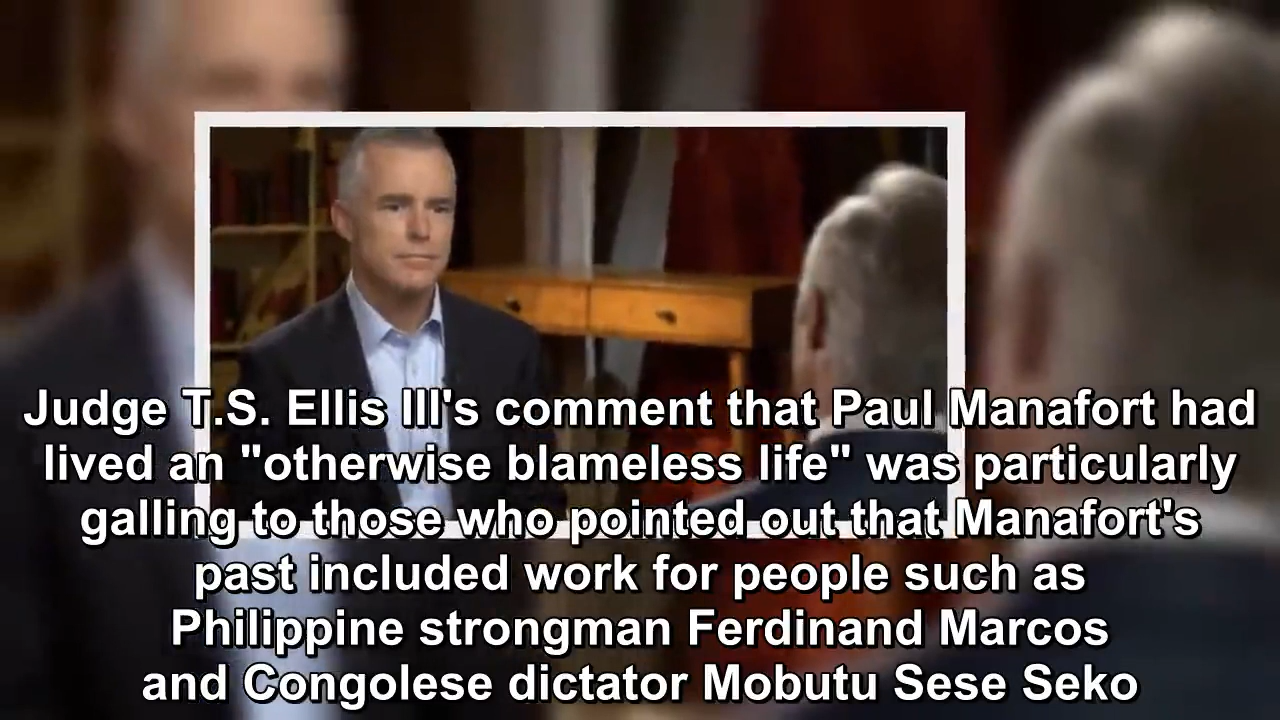 Judge T.S. Ellis III's comment that Paul Manafort had
lived an "otherwise blameless life" was particularly
galling to those who pointed out that Manafort's
past included work for people such as
Philippine strongman Ferdinand Marcos
and Congolese dictator Mobutu Sese Seko